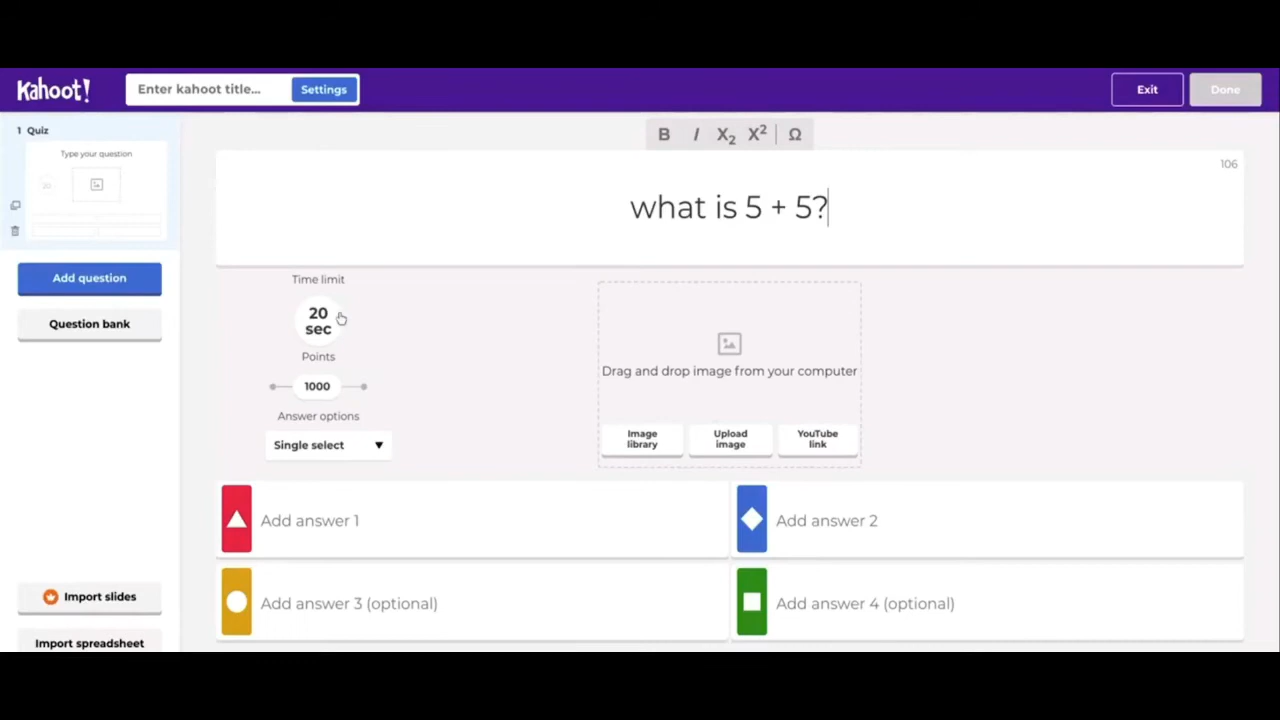 Kahoot!
Enter kahoot title...
Settings
Exit
Done
1 Quiz
Type your question
20
Add question
Question bank
Import slides
Import spreadsheet
B I X2 X2 Ω
106
what is 5 + 5?
Time limit
20
sec
Points
1000
Answer options
Single select
Drag and drop image from your computer
Image
library
Upload
image
YouTube
link
Add answer 1
Add answer 2
Add answer 3 (optional)
Add answer 4 (optional)